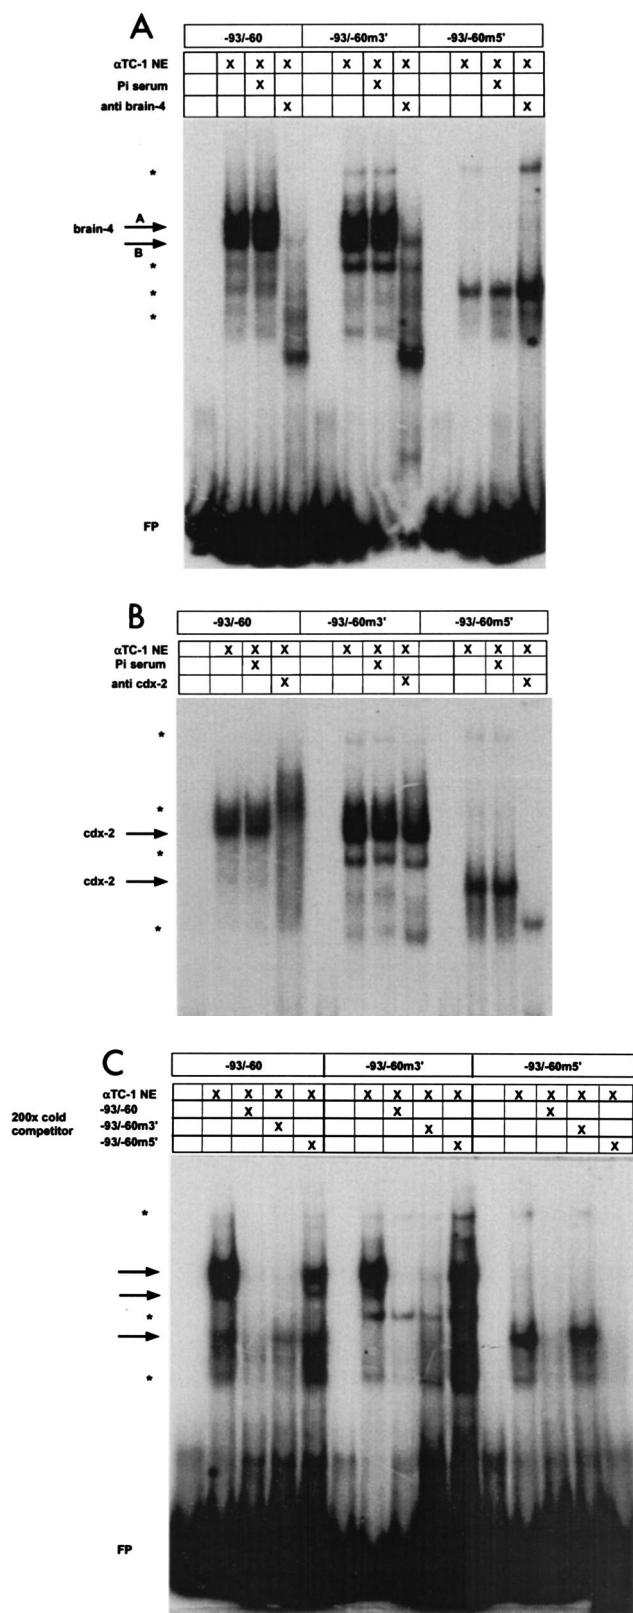 A
-93/-60 -93/-60m3' -93/-60m5'
αTC-1 NE X X X X X X X X X
Pi serum X X X
anti brain-4 X X X
*
brain-4 A
B
*
*
*
FP
B
-93/-60 -93/-60m3' -93/-60m5'
αTC-1 NE X X X X X X X X X
Pi serum X X X
anti cdx-2 X X X
*
*
cdx-2
*
cdx-2
*
C
-93/-60 -93/-60m3' -93/-60m5'
αTC-1 NE X X X X X X X X X X X X
200x cold competitor
-93/-60 X X X
-93/-60m3' X X X
-93/-60m5' X X X
*
*
*
FP